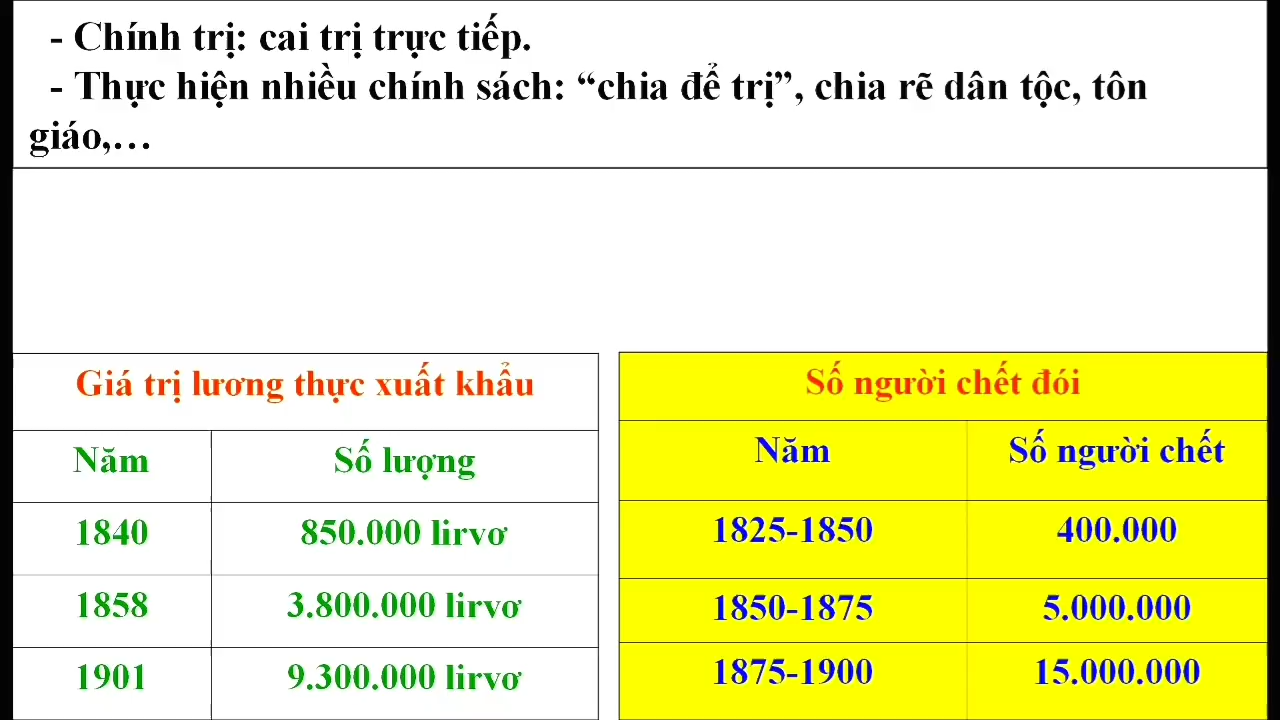 - Chính trị: cai trị trực tiếp.
- Thực hiện nhiều chính sách: “chia để trị”, chia rẽ dân tộc, tôn
giáo,…
Giá trị lương thực xuất khẩu
Năm Số lượng
1840 850.000 lirvơ
1858 3.800.000 lirvơ
1901 9.300.000 lirvơ
Số người chết đói
Năm Số người chết
1825-1850 400.000
1850-1875 5.000.000
1875-1900 15.000.000